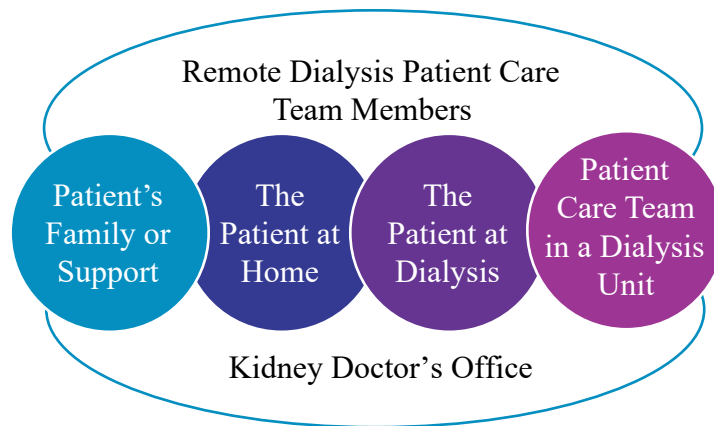 Remote Dialysis Patient Care
Team Members
Patient’s
Family or
Support
The
Patient at
Home
The
Patient at
Dialysis
Patient
Care Team
in a Dialysis
Unit
Kidney Doctor’s Office